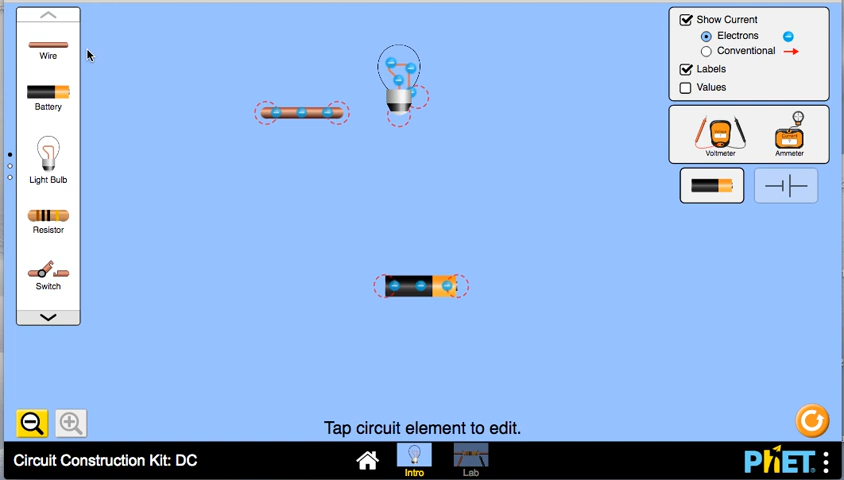 Wire
Battery
Light Bulb
Resistor
Switch
Show Current
Electrons
Conventional
Labels
Values
Voltmeter
Ammeter
Tap circuit element to edit.
Circuit Construction Kit: DC
Intro
Lab
PhET